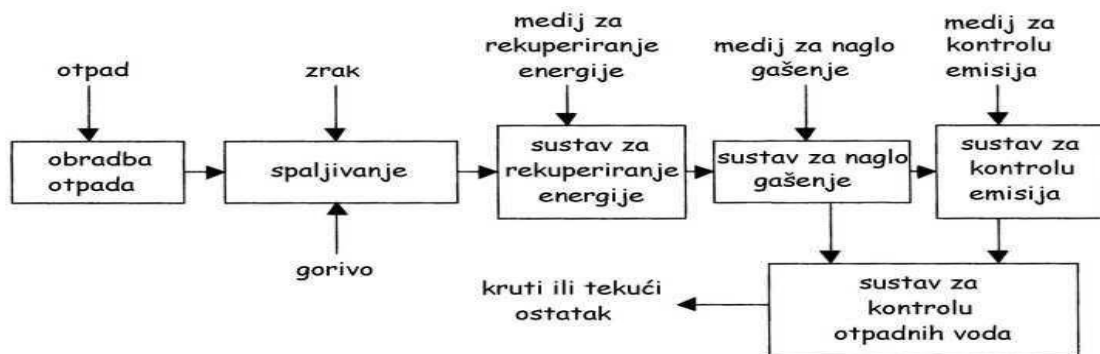 otpad
zrak
medij za
rekuperiranje
energije
medij za naglo
gašenje
medij za
kontrolu
emisija
obradba
otpada
spaljivanje
sustav za
rekuperiranje
energije
sustav za naglo
gašenje
sustav za
kontrolu
emisija
gorivo
kruti ili tekući
ostatak
sustav za
kontrolu
otpadnih voda